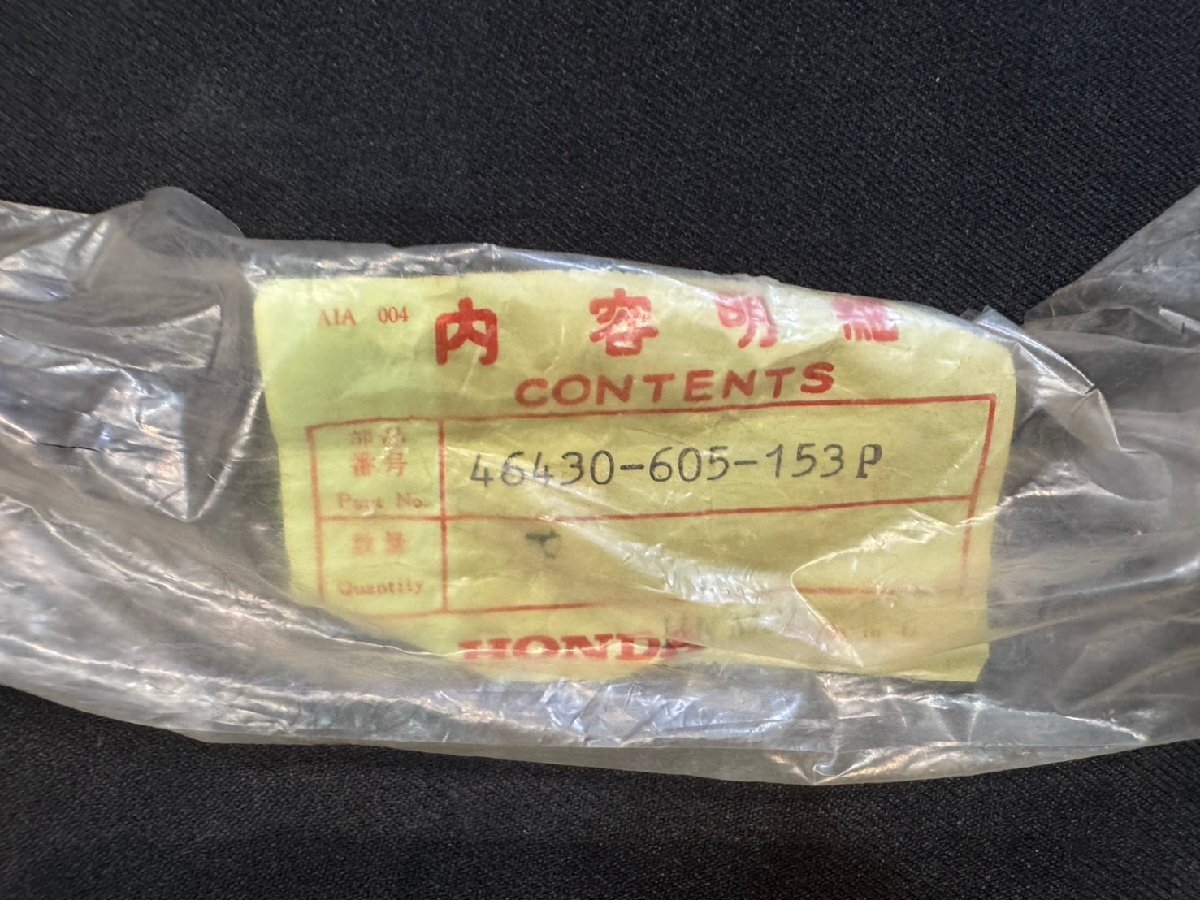 AIA 004
内容明細
CONTENTS
部品
番号
Part No.
46430-605-153P
数量
Quantity
HONDA